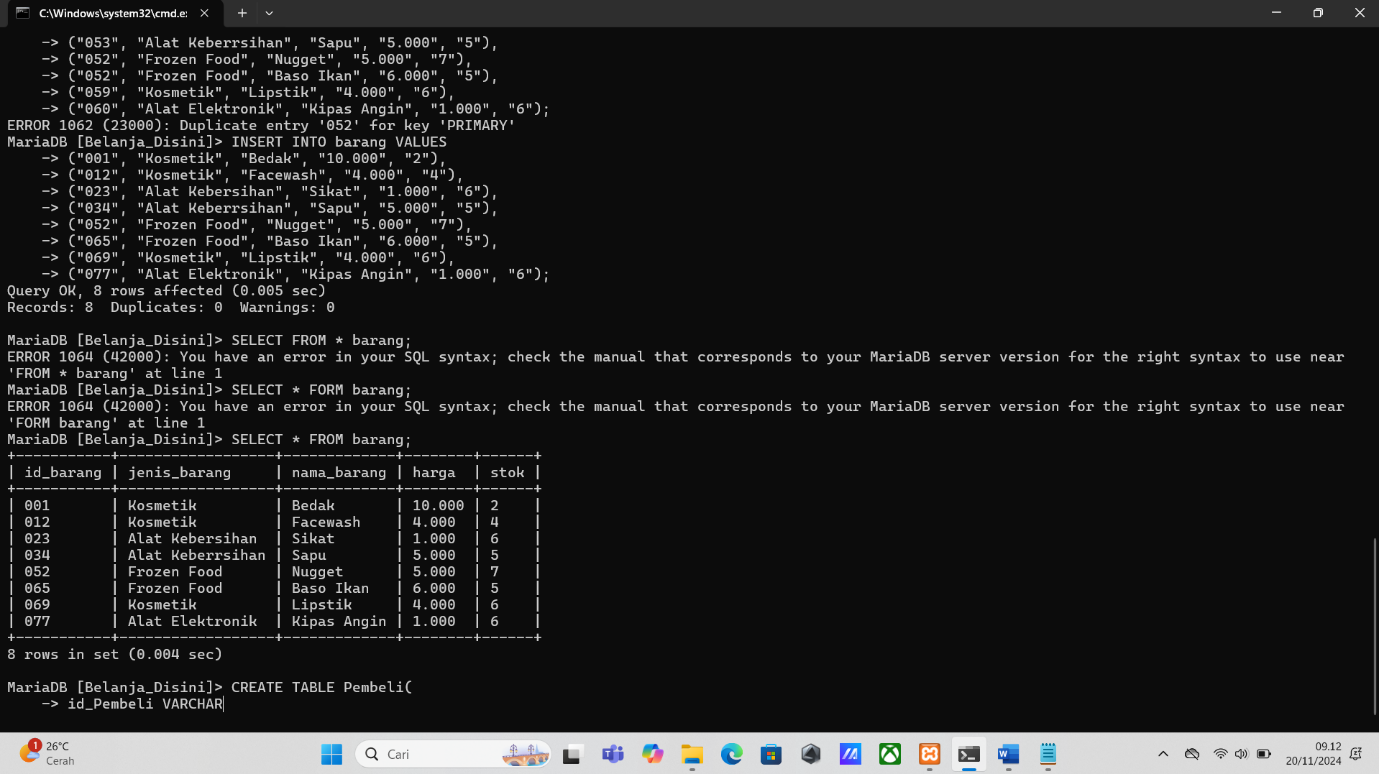 C:\Windows\system32\cmd.e:
-> ("053", "Alat Keberrsihan", "Sapu", "5.000", "5"),
-> ("052", "Frozen Food", "Nugget", "5.000", "7"),
-> ("052", "Frozen Food", "Baso Ikan", "6.000", "5"),
-> ("059", "Kosmetik", "Lipstik", "4.000", "6"),
-> ("060", "Alat Elektronik", "Kipas Angin", "1.000", "6");
ERROR 1062 (23000): Duplicate entry '052' for key 'PRIMARY'
MariaDB [Belanja_Disini]> INSERT INTO barang VALUES
-> ("001", "Kosmetik", "Bedak", "10.000", "2"),
-> ("012", "Kosmetik", "Facewash", "4.000", "4"),
-> ("023", "Alat Kebersihan", "Sikat", "1.000", "6"),
-> ("034", "Alat Keberrsihan", "Sapu", "5.000", "5"),
-> ("052", "Frozen Food", "Nugget", "5.000", "7"),
-> ("065", "Frozen Food", "Baso Ikan", "6.000", "5"),
-> ("069", "Kosmetik", "Lipstik", "4.000", "6"),
-> ("077", "Alat Elektronik", "Kipas Angin", "1.000", "6");
Query OK, 8 rows affected (0.005 sec)
Records: 8  Duplicates: 0  Warnings: 0
MariaDB [Belanja_Disini]> SELECT FROM * barang;
ERROR 1064 (42000): You have an error in your SQL syntax; check the manual that corresponds to your MariaDB server version for the right syntax to use near
'FROM * barang' at line 1
MariaDB [Belanja_Disini]> SELECT * FORM barang;
ERROR 1064 (42000): You have an error in your SQL syntax; check the manual that corresponds to your MariaDB server version for the right syntax to use near
'FORM barang' at line 1
MariaDB [Belanja_Disini]> SELECT * FROM barang;
+-----------+------------------+-------------+--------+------+
| id_barang | jenis_barang     | nama_barang | harga  | stok |
+-----------+------------------+-------------+--------+------+
| 001       | Kosmetik         | Bedak       | 10.000 | 2    |
| 012       | Kosmetik         | Facewash    | 4.000  | 4    |
| 023       | Alat Kebersihan  | Sikat       | 1.000  | 6    |
| 034       | Alat Keberrsihan | Sapu        | 5.000  | 5    |
| 052       | Frozen Food      | Nugget      | 5.000  | 7    |
| 065       | Frozen Food      | Baso Ikan   | 6.000  | 5    |
| 069       | Kosmetik         | Lipstik     | 4.000  | 6    |
| 077       | Alat Elektronik  | Kipas Angin | 1.000  | 6    |
+-----------+------------------+-------------+--------+------+
8 rows in set (0.004 sec)
MariaDB [Belanja_Disini]> CREATE TABLE Pembeli(
-> id_Pembeli VARCHAR
1
26°C
Cerah
Cari
09.12
20/11/2024